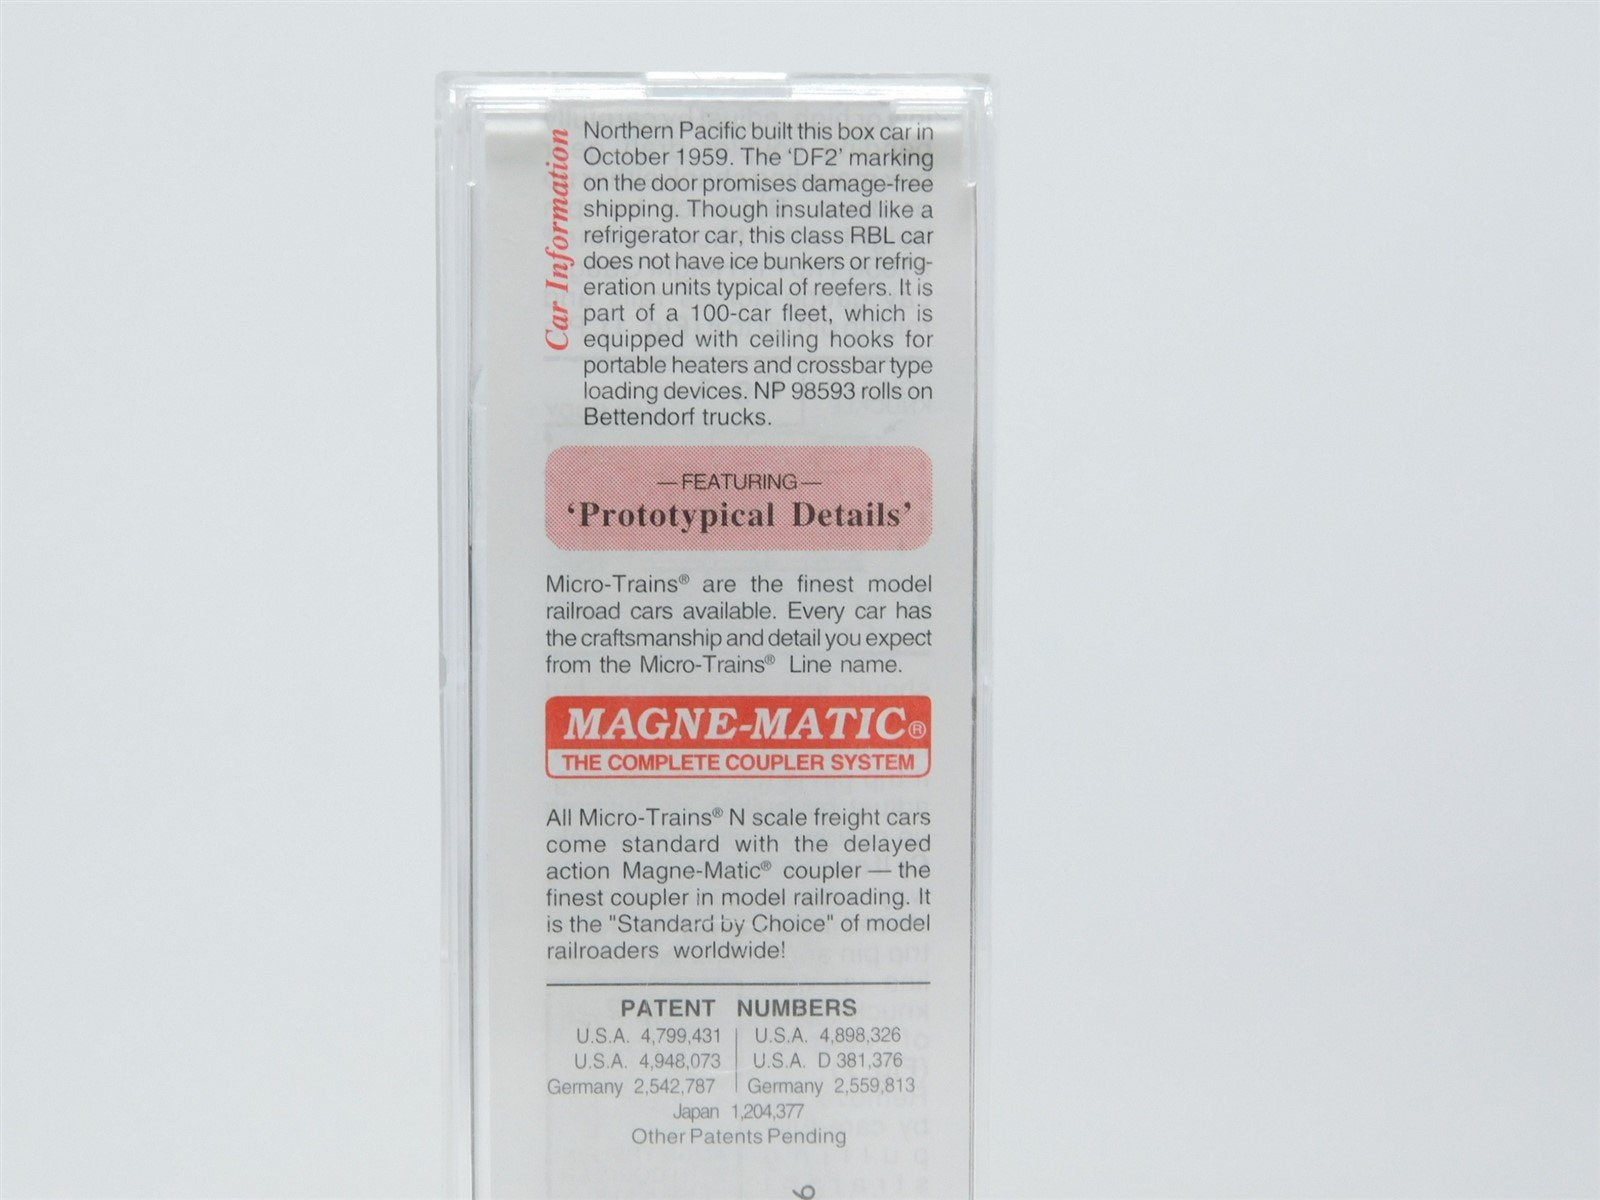 Car Information
Northern Pacific built this box car in
October 1959. The ‘DF2’ marking
on the door promises damage-free
shipping. Though insulated like a
refrigerator car, this class RBL car
does not have ice bunkers or refrig-
eration units typical of reefers. It is
part of a 100-car fleet, which is
equipped with ceiling hooks for
portable heaters and crossbar type
loading devices. NP 98593 rolls on
Bettendorf trucks.
—FEATURING—
‘Prototypical Details’
Micro-Trains® are the finest model
railroad cars available. Every car has
the craftsmanship and detail you expect
from the Micro-Trains® Line name.
MAGNE-MATIC®
THE COMPLETE COUPLER SYSTEM
All Micro-Trains® N scale freight cars
come standard with the delayed
action Magne-Matic® coupler — the
finest coupler in model railroading. It
is the "Standard by Choice" of model
railroaders worldwide!
PATENT NUMBERS
U.S.A. 4,799,431 | U.S.A. 4,898,326
U.S.A. 4,948,073 | U.S.A. D 381,376
Germany 2,542,787 | Germany 2,559,813
Japan 1,204,377
Other Patents Pending